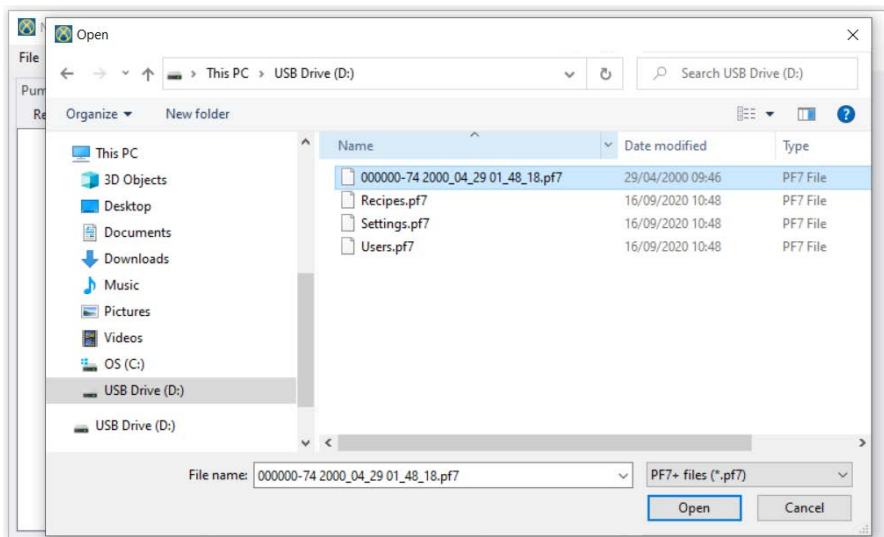 Open
File
This PC > USB Drive (D:)
Search USB Drive (D:)
Organize
New folder
Name
Date modified
Type
This PC
3D Objects
Desktop
Documents
Downloads
Music
Pictures
Videos
OS (C:)
USB Drive (D:)
USB Drive (D:)
000000-74 2000_04_29 01_48_18.pf7 29/04/2000 09:46 PF7 File
Recipes.pf7 16/09/2020 10:48 PF7 File
Settings.pf7 16/09/2020 10:48 PF7 File
Users.pf7 16/09/2020 10:48 PF7 File
File name: 000000-74 2000_04_29 01_48_18.pf7
PF7+ files (*.pf7)
Open
Cancel